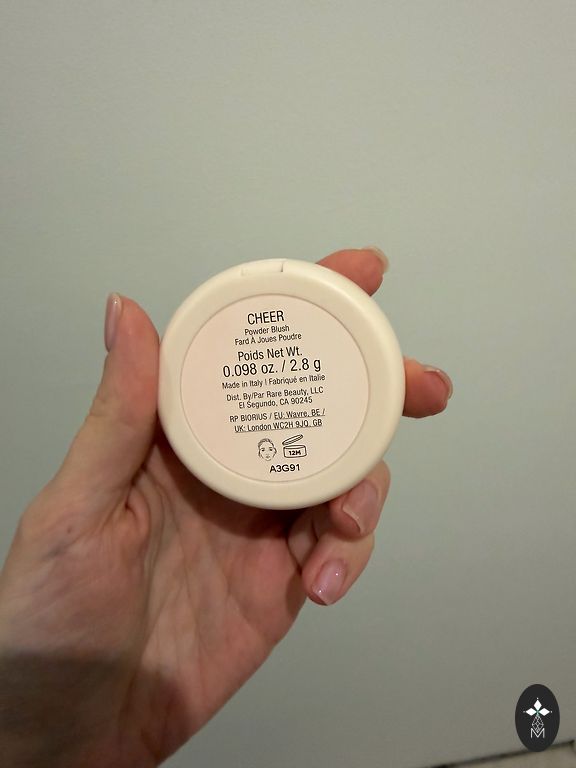 CHEER
Powder Blush
Fard À Joues Poudre
Poids Net Wt.
0.098 oz. / 2.8 g
Made in Italy | Fabriqué en Italie
Dist. By/Par Rare Beauty, LLC
El Segundo, CA 90245
RP BIORIUS / EU: Wavre, BE /
UK: London WC2H 9JQ, GB
12M
A3G91
M